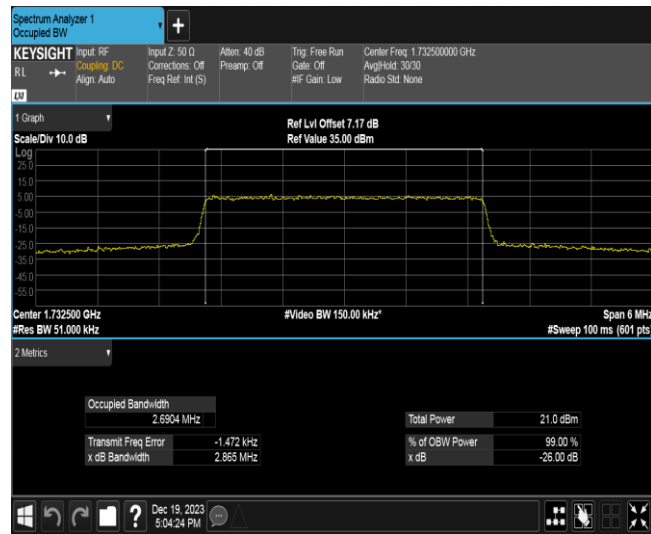 Spectrum Analyzer 1
Occupied BW
+
KEYSIGHT
RL
LXI
Input: RF
Coupling: DC
Align: Auto
Input Z: 50 Ω
Corrections: Off
Freq Ref: Int (S)
Atten: 40 dB
Preamp: Off
Trig: Free Run
Gate: Off
#IF Gain: Low
Center Freq: 1.732500000 GHz
Avg|Hold: 30/30
Radio Std: None
1 Graph
Scale/Div 10.0 dB
Ref Lvl Offset 7.17 dB
Ref Value 35.00 dBm
Log
25.0
15.0
5.00
-5.00
-15.0
-25.0
-35.0
-45.0
-55.0
Center 1.732500 GHz
#Res BW 51.000 kHz
#Video BW 150.00 kHz*
Span 6 MHz
#Sweep 100 ms (601 pts)
2 Metrics
Occupied Bandwidth
2.6904 MHz
Transmit Freq Error -1.472 kHz
x dB Bandwidth 2.865 MHz
Total Power 21.0 dBm
% of OBW Power 99.00 %
x dB -26.00 dB
?
Dec 19, 2023
5:04:24 PM